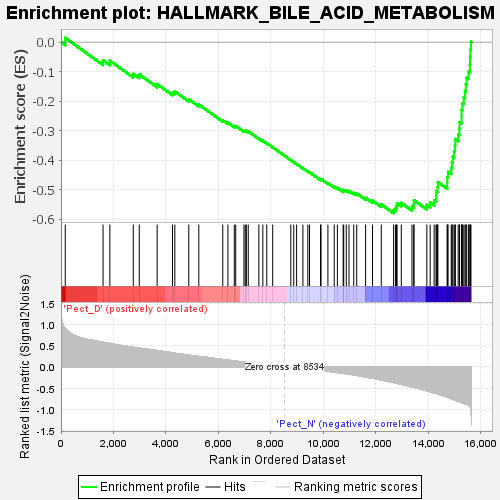 Enrichment plot: HALLMARK_BILE_ACID_METABOLISM
Enrichment score (ES)
0.0
-0.1
-0.2
-0.3
-0.4
-0.5
-0.6
'Pect_D' (positively correlated)
Ranked list metric (Signal2Noise)
1.5
1.0
0.5
0.0
-0.5
-1.0
-1.5
Zero cross at 8534
'Pect_N' (negatively correlated)
0 2,000 4,000 6,000 8,000 10,000 12,000 14,000 16,000
Rank in Ordered Dataset
Enrichment profile Hits Ranking metric scores